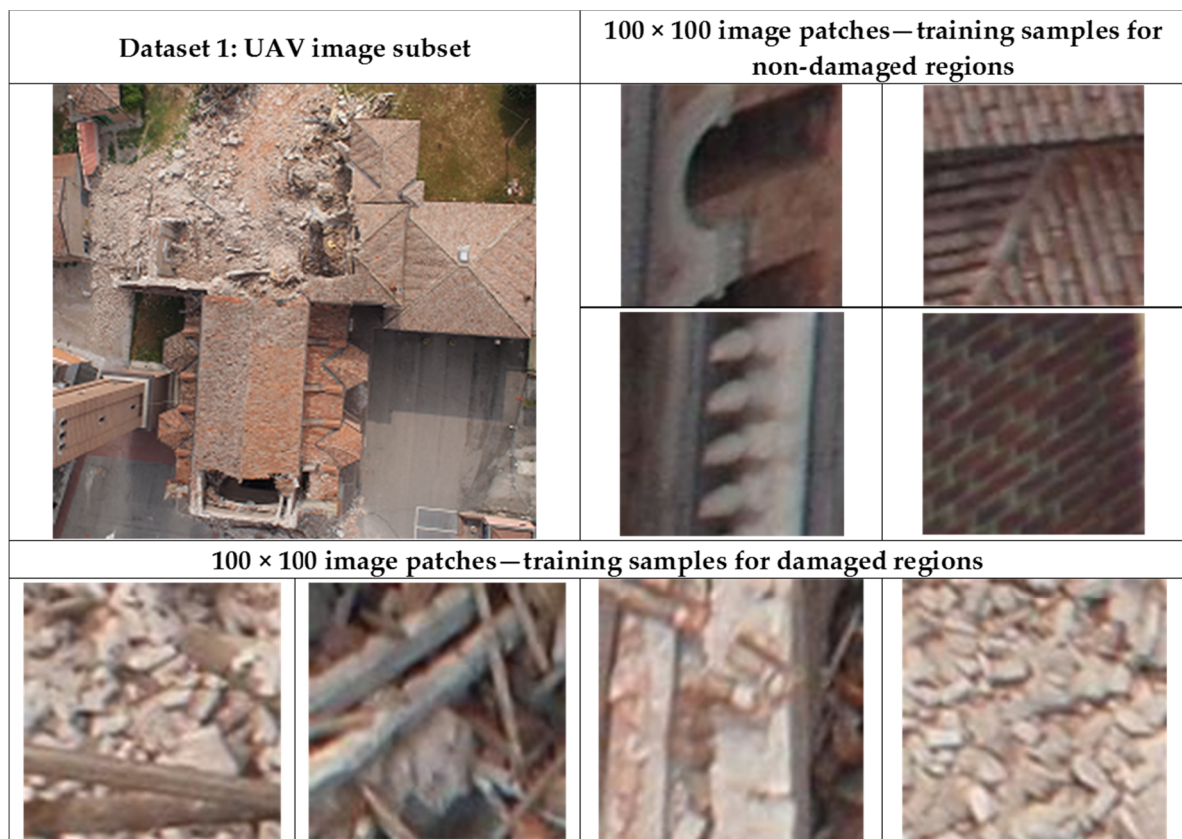 Dataset 1: UAV image subset
100 × 100 image patches—training samples for
non-damaged regions
100 × 100 image patches—training samples for damaged regions